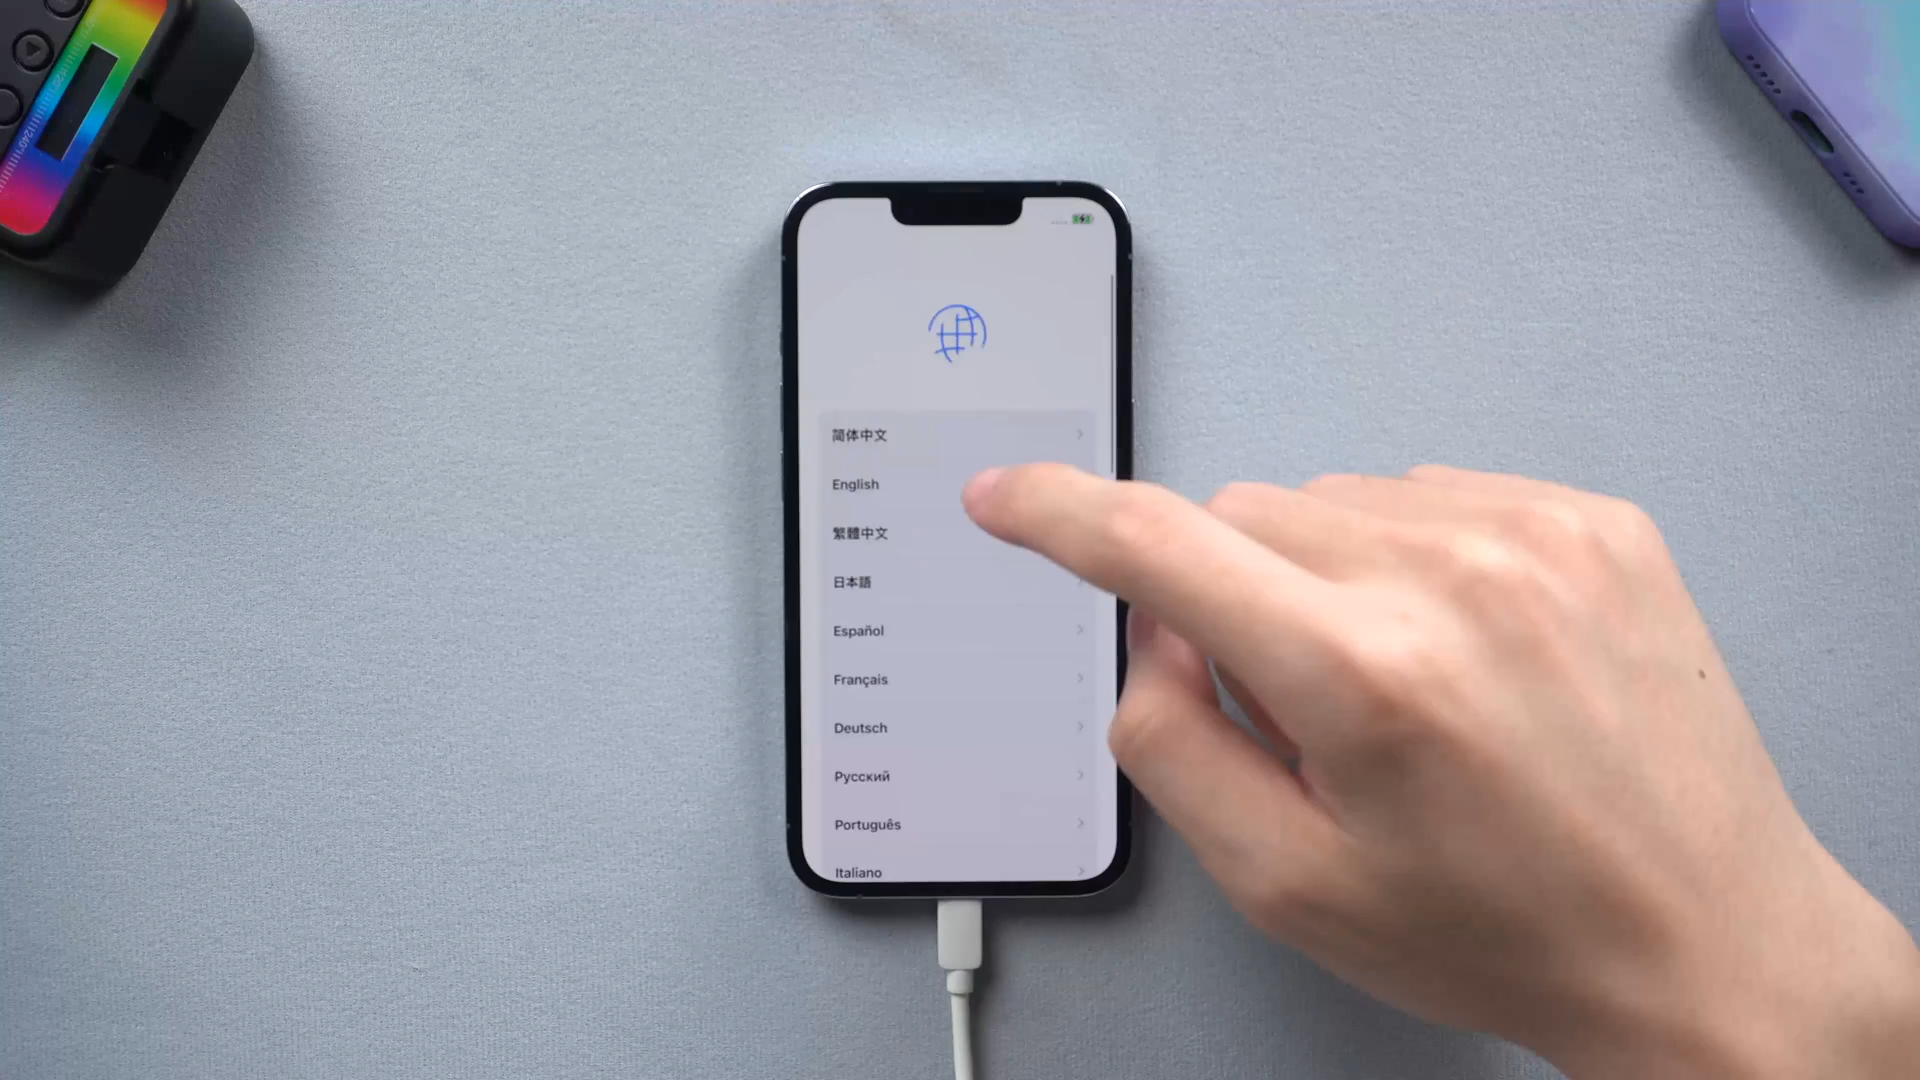 简体中文
English
繁體中文
日本語
Español
Français
Deutsch
Русский
Português
Italiano